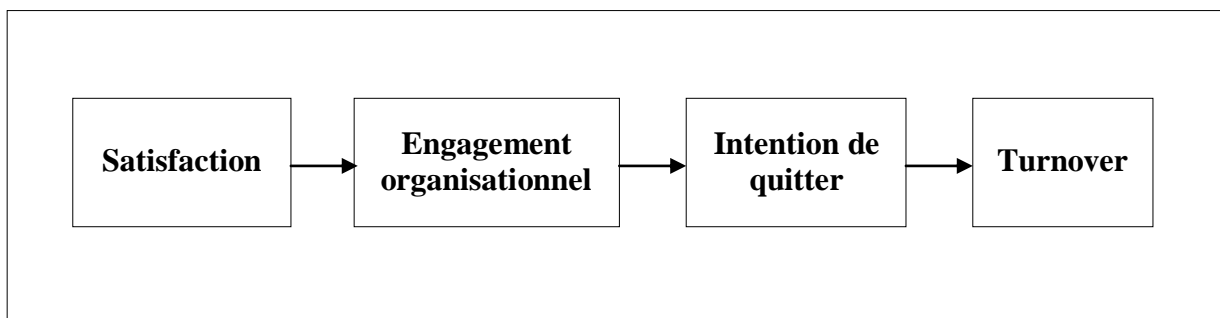 Satisfaction
Engagement
organisationnel
Intention de
quitter
Turnover